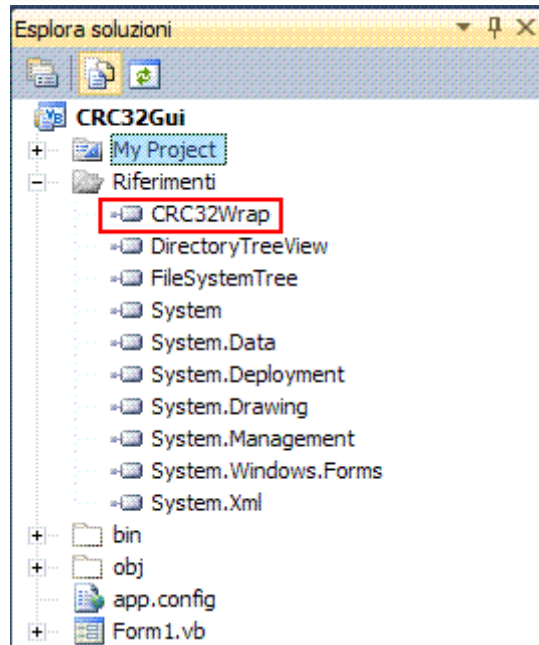 Esplora soluzioni
CRC32Gui
My Project
Riferimenti
CRC32Wrap
DirectoryTreeView
FileSystemTree
System
System.Data
System.Deployment
System.Drawing
System.Management
System.Windows.Forms
System.Xml
bin
obj
app.config
Form1.vb